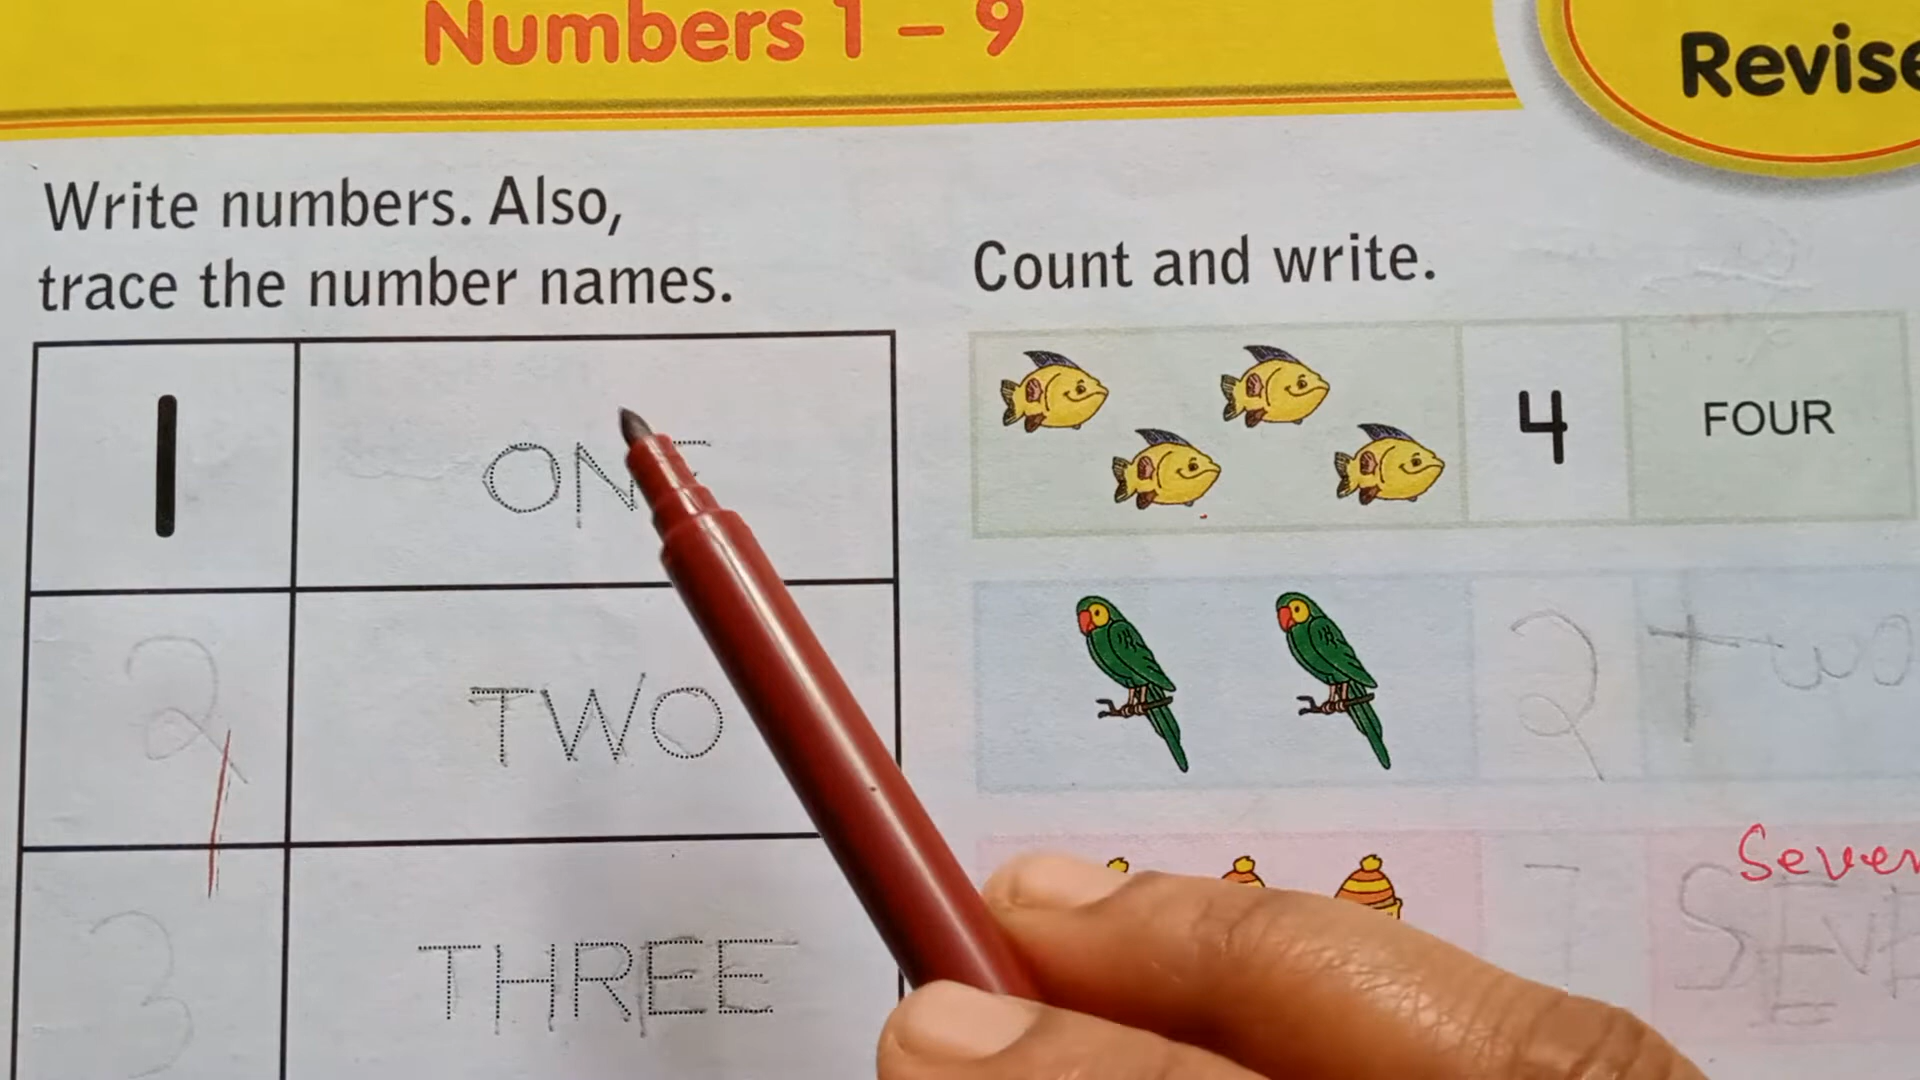 Numbers 1 – 9
Revise
Write numbers. Also,
trace the number names.
1 ONE
2 TWO
3 THREE
Count and write.
4 FOUR
2 two
Seven
7 SEVE